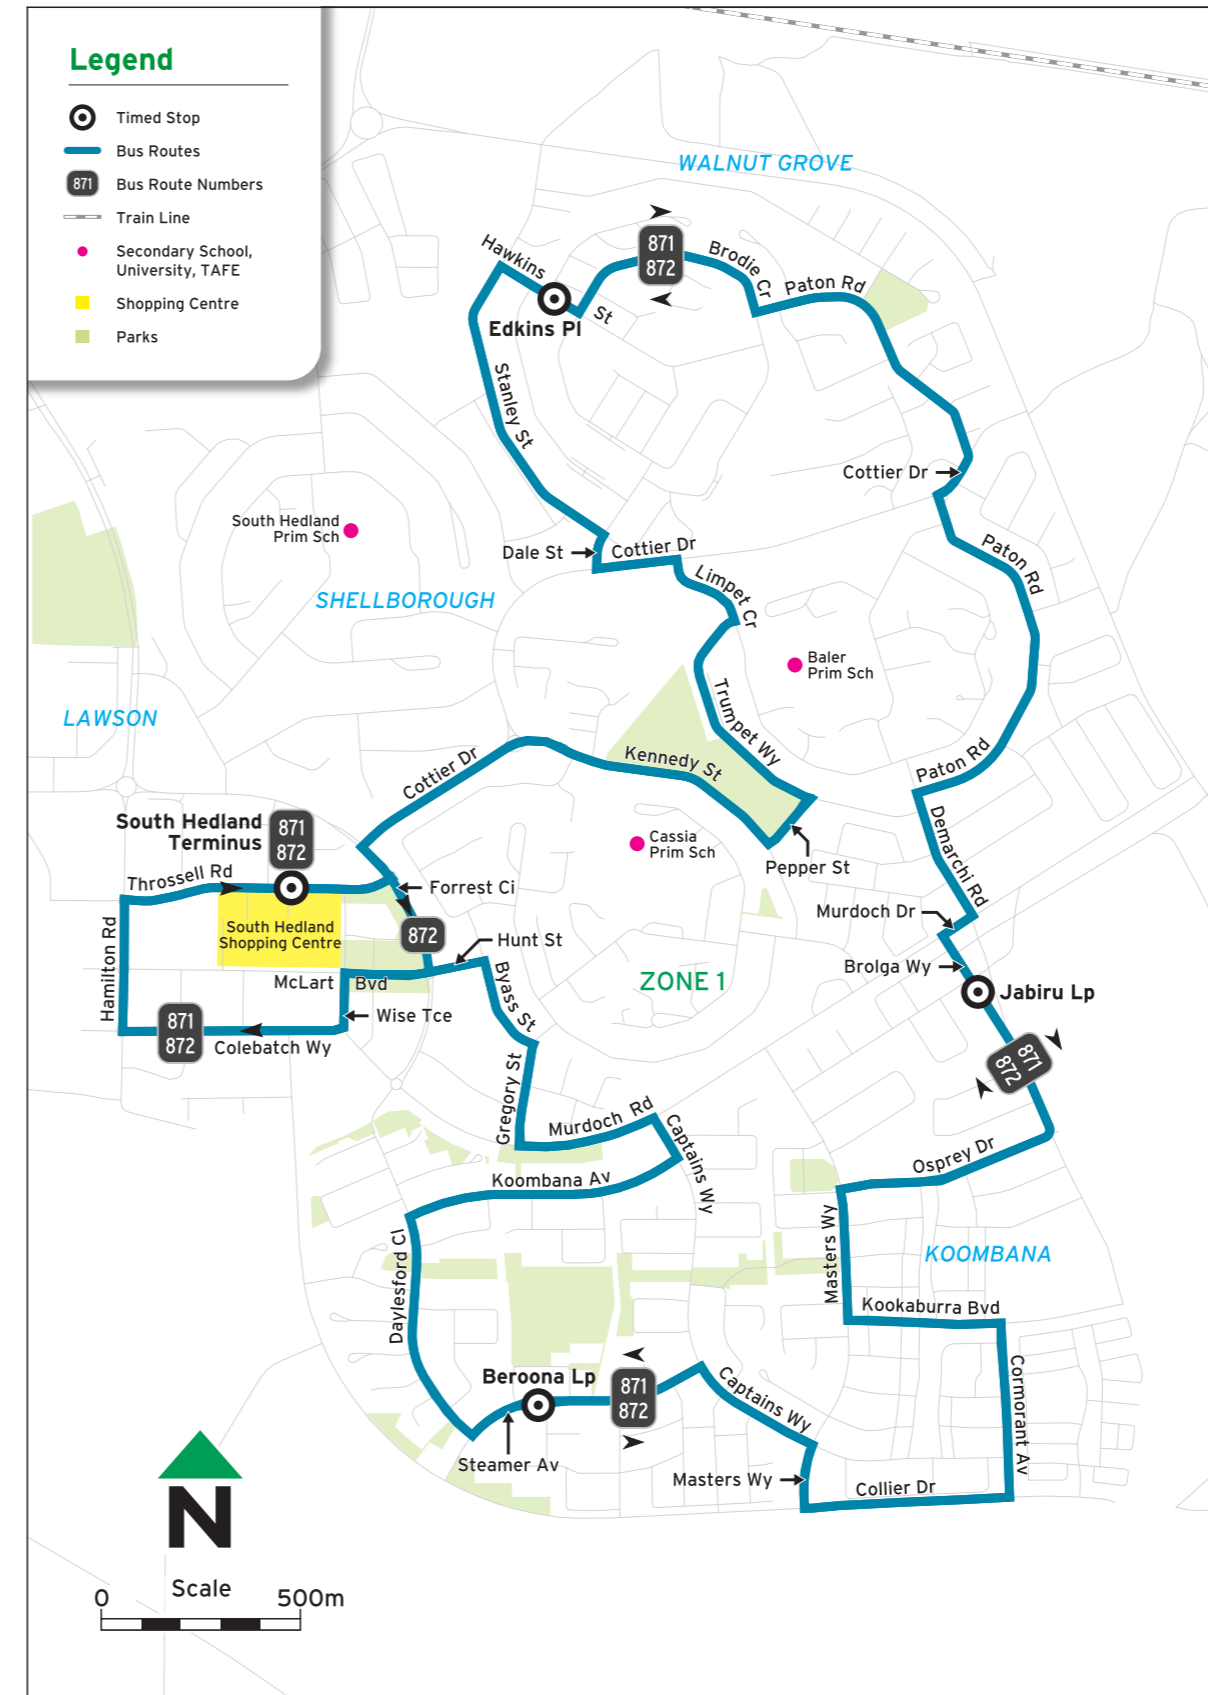 Legend
Timed Stop
Bus Routes
871
Bus Route Numbers
Train Line
Secondary School,
University, TAFE
Shopping Centre
Parks
WALNUT GROVE
871
872
Hawkins
St
Brodie Cr
Paton Rd
Edkins Pl
Stanley St
Cottier Dr
South Hedland
Prim Sch
Dale St
Cottier Dr
Limpet Cr
Paton Rd
SHELLBOROUGH
Baler
Prim Sch
Trumpet Wy
LAWSON
Kennedy St
Cottier Dr
Paton Rd
South Hedland
Terminus
871
872
Cassia
Prim Sch
Pepper St
Demarchi Rd
Throssell Rd
Forrest Ci
Murdoch Dr
South Hedland
Shopping Centre
872
Hunt St
Hamilton Rd
Brolga Wy
McLart Bvd
Byass St
ZONE 1
Jabiru Lp
Wise Tce
871
872
Colebatch Wy
871
872
Gregory St
Murdoch Rd
Captains Wy
Osprey Dr
Koombana Av
Masters Wy
KOOMBANA
Daylesford Cl
Kookaburra Bvd
Beroona Lp
871
872
Captains Wy
Cormorant Av
Steamer Av
Masters Wy
Collier Dr
N
Scale
0 500m